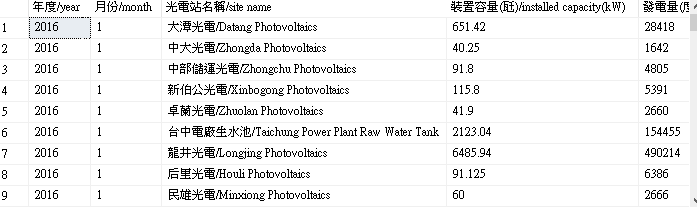 年度/year 月份/month 光電站名稱/site name 裝置容量(瓩)/installed capacity(kW) 發電量(度
1 2016 1 大潭光電/Datang Photovoltaics 651.42 28418
2 2016 1 中大光電/Zhongda Photovoltaics 40.25 1642
3 2016 1 中部儲運光電/Zhongchu Photovoltaics 91.8 4805
4 2016 1 新伯公光電/Xinbogong Photovoltaics 115.8 5391
5 2016 1 卓蘭光電/Zhuolan Photovoltaics 41.9 2660
6 2016 1 台中電廠生水池/Taichung Power Plant Raw Water Tank 2123.04 154455
7 2016 1 龍井光電/Longjing Photovoltaics 6485.94 490214
8 2016 1 后里光電/Houli Photovoltaics 91.125 6386
9 2016 1 民雄光電/Minxiong Photovoltaics 60 2666